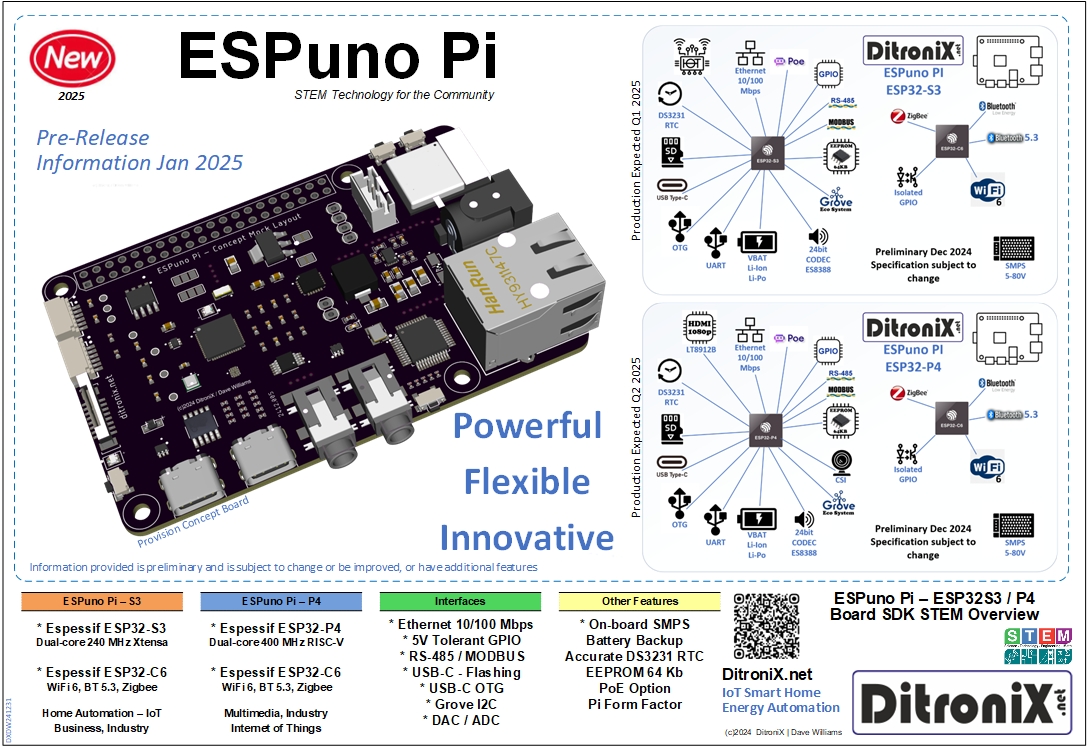 New
2025
ESPuno Pi
STEM Technology for the Community
Pre-Release
Information Jan 2025
ESPuno Pi – Concept Mock Layout
HanRun
HY931147C
Ditronix.net
(c)2024 DitroniX / Dave Williams
Provision Concept Board
Powerful
Flexible
Innovative
Information provided is preliminary and is subject to change or be improved, or have additional features
Production Expected Q1 2025
IOT
Ethernet
10/100
Mbps
Poe
GPIO
RS-485
MODBUS
EEPROM
64KB
Grove
Eco System
24bit
CODEC
ES8388
VBAT
Li-Ion
Li-Po
UART
OTG
USB Type-C
SD
DS3231
RTC
ESP32-S3
DitroniX.net
ESPuno PI
ESP32-S3
ZigBee
Bluetooth
Low Energy
Bluetooth 5.3
ESP32-C6
Isolated
GPIO
WiFi
6
Preliminary Dec 2024
Specification subject to
change
SMPS
5-80V
Production Expected Q2 2025
HDMI
1080p
LT8912B
Ethernet
10/100
Mbps
Poe
GPIO
RS-485
MODBUS
EEPROM
64KB
CSI
Grove
Eco System
24bit
CODEC
ES8388
VBAT
Li-Ion
Li-Po
UART
OTG
USB Type-C
SD
DS3231
RTC
ESP32-P4
DitroniX.net
ESPuno PI
ESP32-P4
ZigBee
Bluetooth
Low Energy
Bluetooth 5.3
ESP32-C6
Isolated
GPIO
WiFi
6
Preliminary Dec 2024
Specification subject to
change
SMPS
5-80V
ESPuno Pi – S3
* Espessif ESP32-S3
Dual-core 240 MHz Xtensa
* Espessif ESP32-C6
WiFi 6, BT 5.3, Zigbee
Home Automation – IoT
Business, Industry
ESPuno Pi – P4
* Espessif ESP32-P4
Dual-core 400 MHz RISC-V
* Espessif ESP32-C6
WiFi 6, BT 5.3, Zigbee
Multimedia, Industry
Internet of Things
Interfaces
* Ethernet 10/100 Mbps
* 5V Tolerant GPIO
* RS-485 / MODBUS
* USB-C - Flashing
* USB-C OTG
* Grove I2C
* DAC / ADC
Other Features
* On-board SMPS
Battery Backup
Accurate DS3231 RTC
EEPROM 64 Kb
PoE Option
Pi Form Factor
DitroniX.net
IoT Smart Home
Energy Automation
(c)2024 DitroniX | Dave Williams
ESPuno Pi – ESP32S3 / P4
Board SDK STEM Overview
STEM
DitroniX.net
DXDW241231